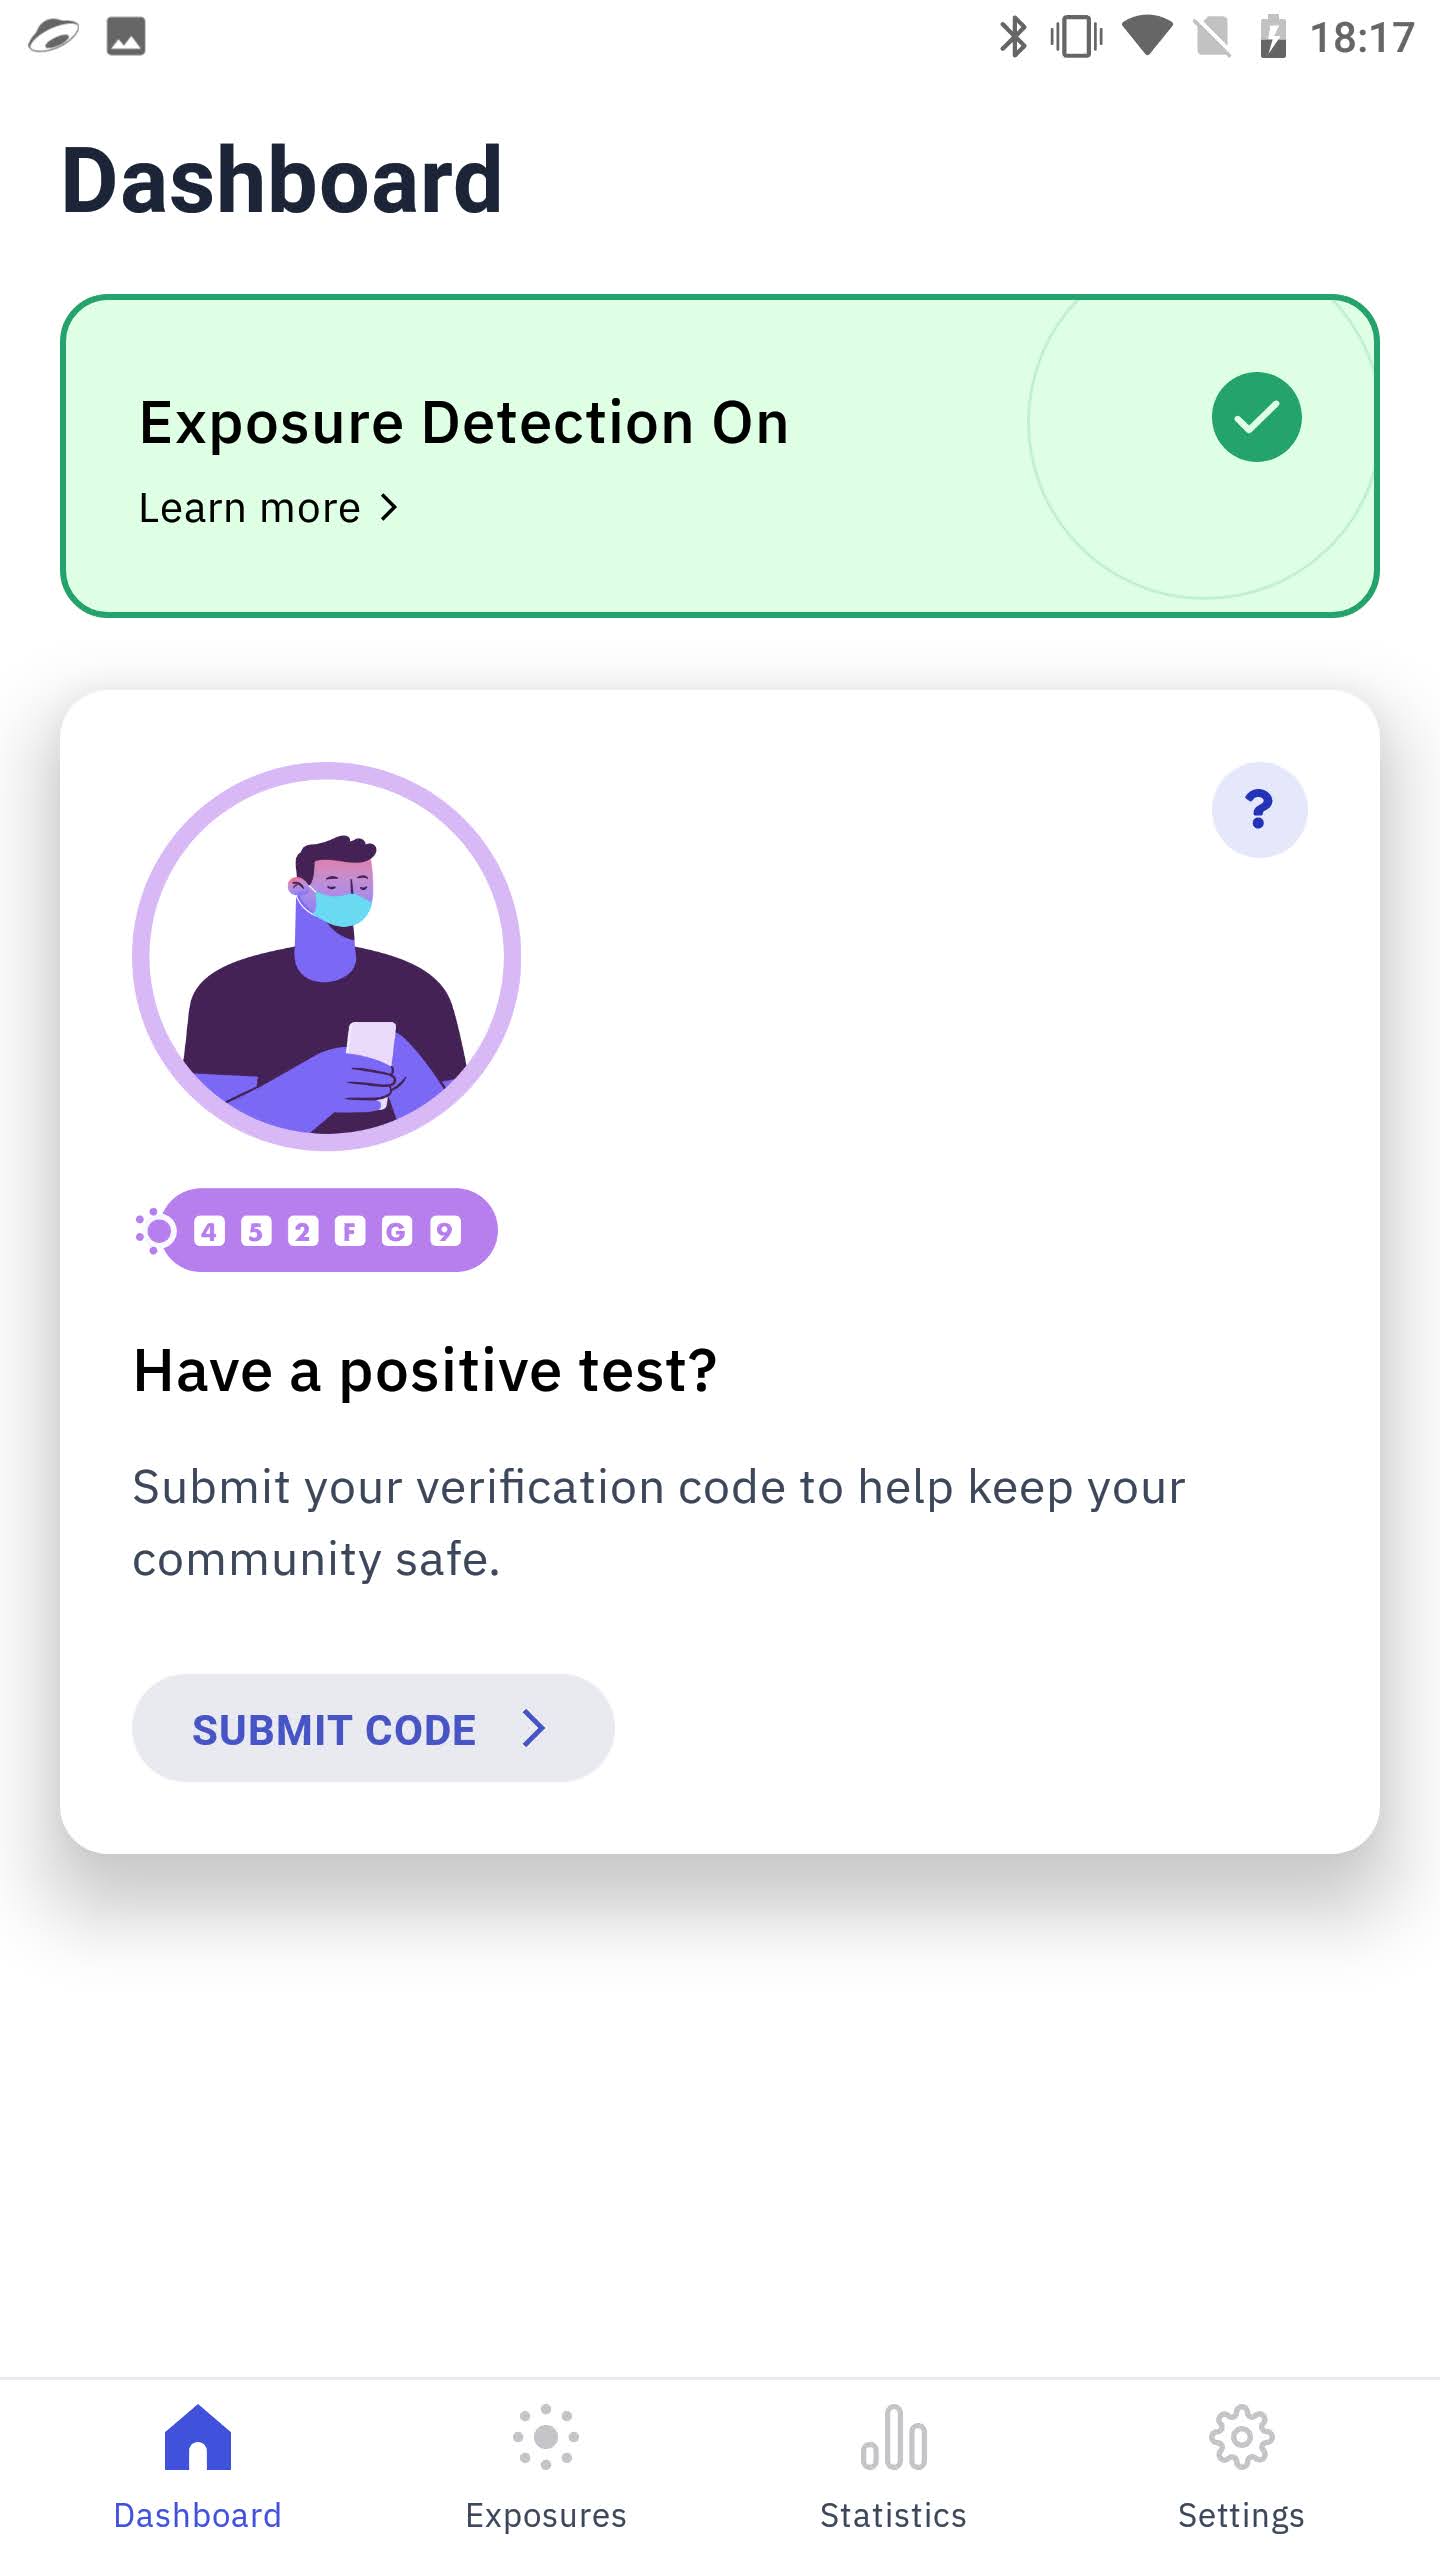 18:17
Dashboard
Exposure Detection On
Learn more
?
4 5 2 F G 9
Have a positive test?
Submit your verification code to help keep your
community safe.
SUBMIT CODE
Dashboard
Exposures
Statistics
Settings